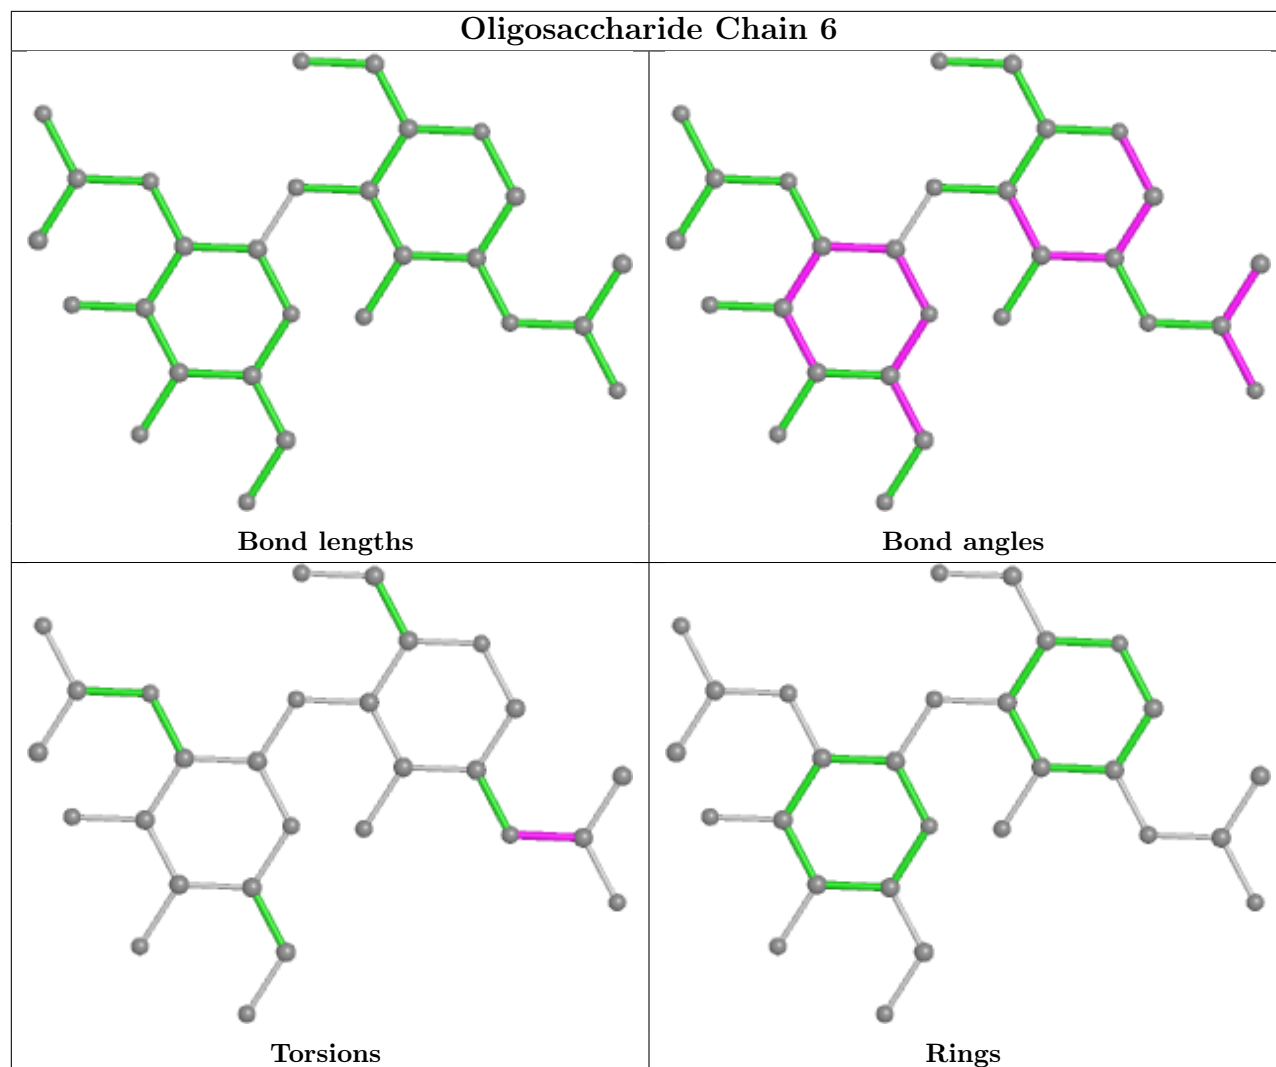 Oligosaccharide Chain 6
Bond lengths
Bond angles
Torsions
Rings